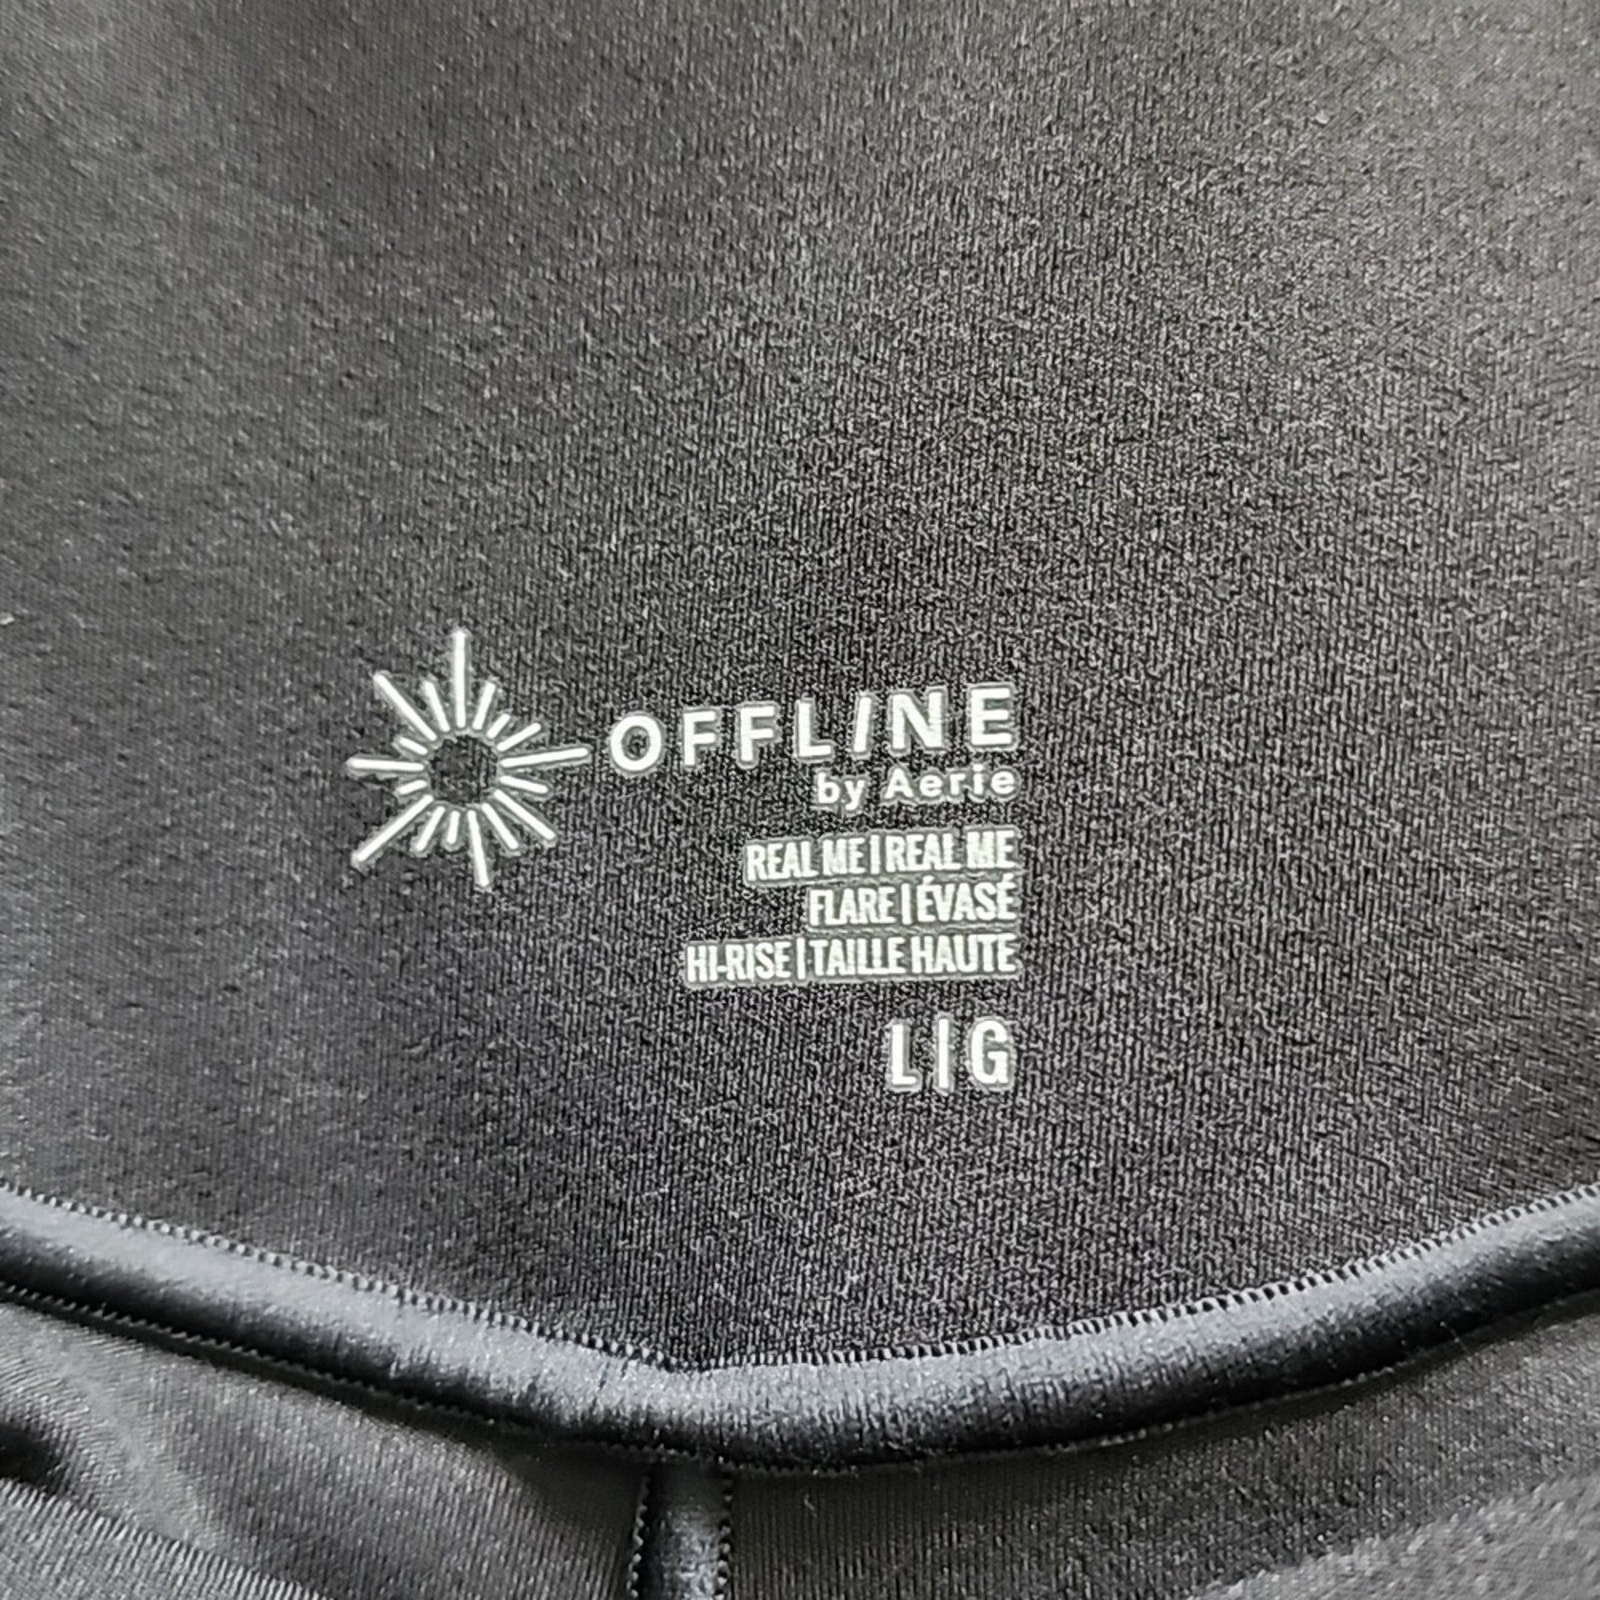 OFFLINE
by Aerie
REAL ME | REAL ME
FLARE | ÉVASÉ
HI-RISE | TAILLE HAUTE
L | G